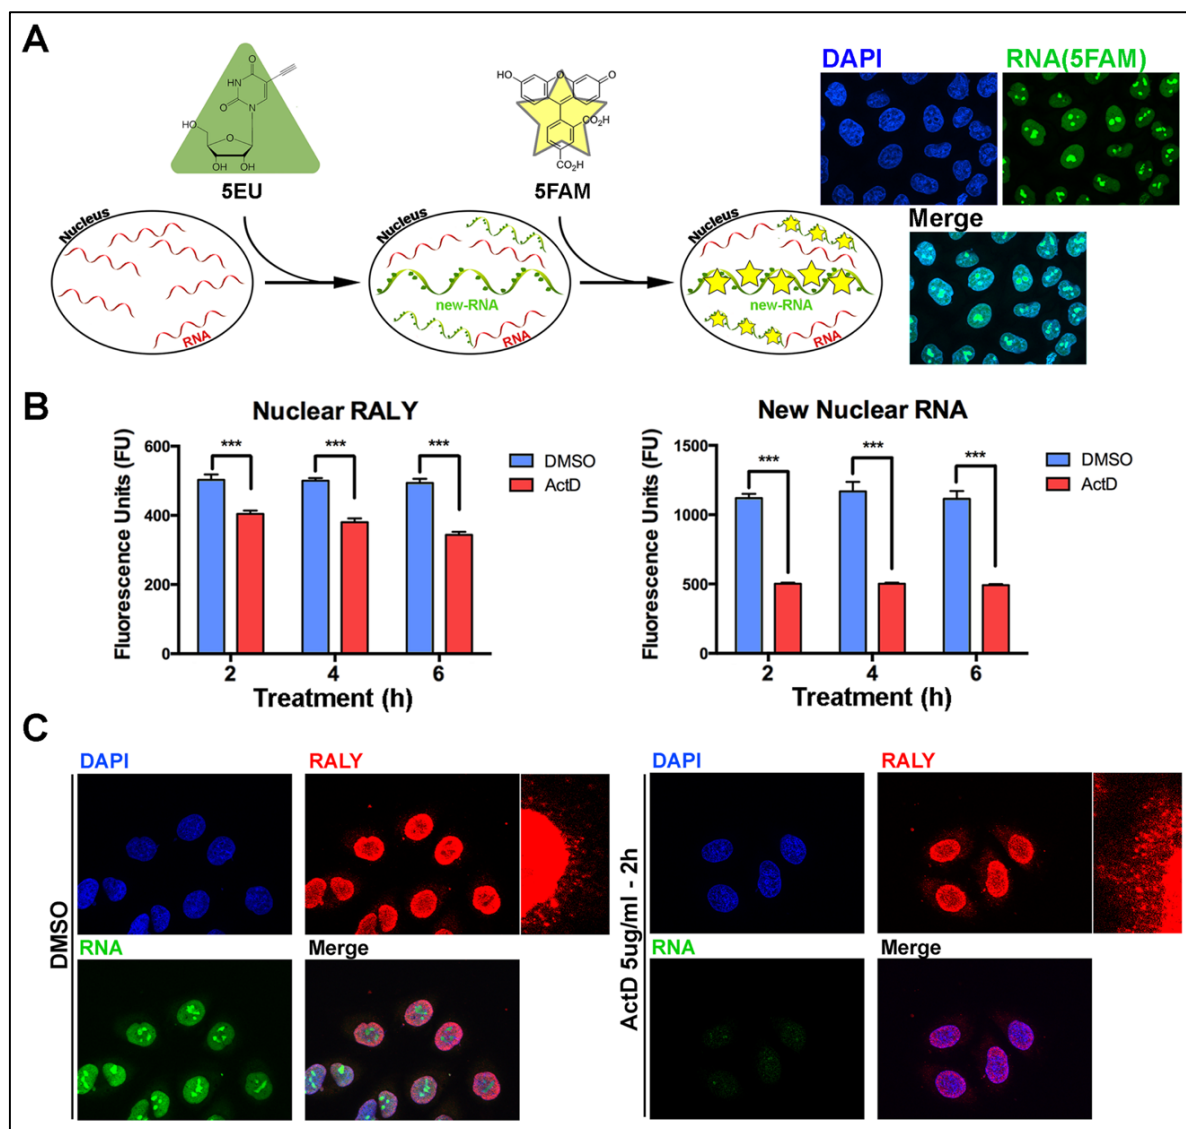 A
5EU
O
HN
O
N
HO
O
OH OH
5FAM
HO
O
O
CO₂H
CO₂H
DAPI
RNA(5FAM)
Merge
Nucleus
RNA
Nucleus
new-RNA
RNA
Nucleus
new-RNA
RNA
B
Nuclear RALY
Fluorescence Units (FU)
600
400
200
0
*** *** ***
2 4 6
Treatment (h)
DMSO
ActD
New Nuclear RNA
Fluorescence Units (FU)
1500
1000
500
0
*** *** ***
2 4 6
Treatment (h)
DMSO
ActD
C
DMSO
DAPI
RALY
RNA
Merge
ActD 5ug/ml - 2h
DAPI
RALY
RNA
Merge